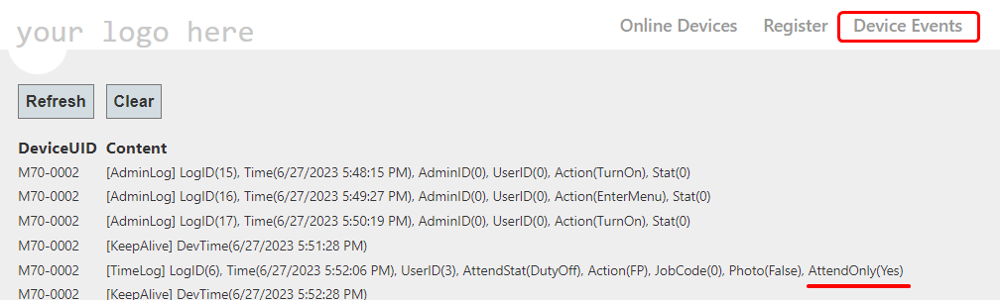 your logo here
Online Devices Register Device Events
Refresh Clear
DeviceUID Content
M70-0002 [AdminLog] LogID(15), Time(6/27/2023 5:48:15 PM), AdminID(0), UserID(0), Action(TurnOn), Stat(0)
M70-0002 [AdminLog] LogID(16), Time(6/27/2023 5:49:27 PM), AdminID(0), UserID(0), Action(EnterMenu), Stat(0)
M70-0002 [AdminLog] LogID(17), Time(6/27/2023 5:50:19 PM), AdminID(0), UserID(0), Action(TurnOn), Stat(0)
M70-0002 [KeepAlive] DevTime(6/27/2023 5:51:28 PM)
M70-0002 [TimeLog] LogID(6), Time(6/27/2023 5:52:06 PM), UserID(3), AttendStat(DutyOff), Action(FP), JobCode(0), Photo(False), AttendOnly(Yes)
M70-0002 [KeepAlive] DevTime(6/27/2023 5:52:28 PM)